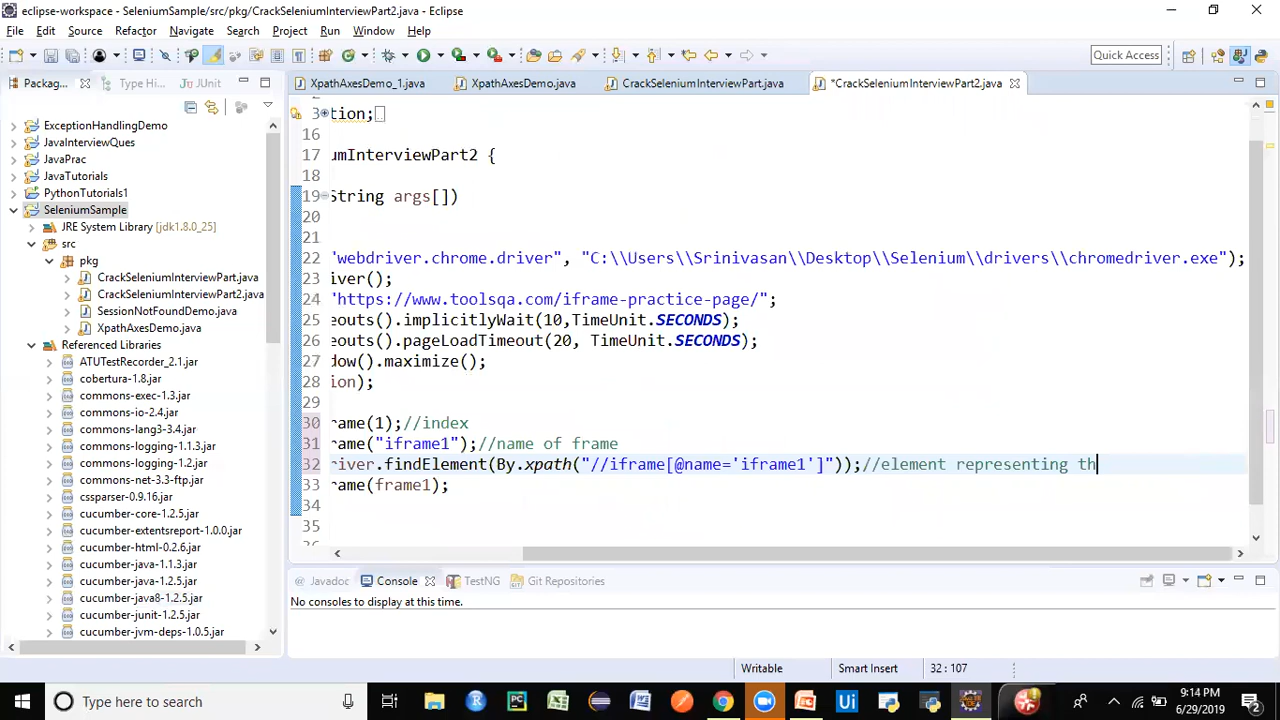 eclipse-workspace - SeleniumSample/src/pkg/CrackSeleniumInterviewPart2.java - Eclipse
File Edit Source Refactor Navigate Search Project Run Window Help
Quick Access
Packag... Type Hi... JUnit
XpathAxesDemo_1.java XpathAxesDemo.java CrackSeleniumInterviewPart.java *CrackSeleniumInterviewPart2.java
ExceptionHandlingDemo
JavaInterviewQues
JavaPrac
JavaTutorials
PythonTutorials1
SeleniumSample
JRE System Library [jdk1.8.0_25]
src
pkg
CrackSeleniumInterviewPart.java
CrackSeleniumInterviewPart2.java
SessionNotFoundDemo.java
XpathAxesDemo.java
Referenced Libraries
ATUTestRecorder_2.1.jar
cobertura-1.8.jar
commons-exec-1.3.jar
commons-io-2.4.jar
commons-lang3-3.4.jar
commons-logging-1.1.3.jar
commons-logging-1.2.jar
commons-net-3.3-ftp.jar
cssparser-0.9.16.jar
cucumber-core-1.2.5.jar
cucumber-extentsreport-1.0.0.jar
cucumber-html-0.2.6.jar
cucumber-java-1.1.3.jar
cucumber-java-1.2.5.jar
cucumber-java8-1.2.5.jar
cucumber-junit-1.2.5.jar
cucumber-jvm-deps-1.0.5.jar
3 tion;
16
17 umInterviewPart2 {
18
19 String args[])
20
21
22 "webdriver.chrome.driver", "C:\\Users\\Srinivasan\\Desktop\\Selenium\\drivers\\chromedriver.exe");
23 iver();
24 "https://www.toolsqa.com/iframe-practice-page/";
25 eouts().implicitlyWait(10,TimeUnit.SECONDS);
26 eouts().pageLoadTimeout(20, TimeUnit.SECONDS);
27 dow().maximize();
28 ion);
29
30 rame(1);//index
31 rame("iframe1");//name of frame
32 river.findElement(By.xpath("//iframe[@name='iframe1']"));//element representing th
33 rame(frame1);
34
35
Javadoc Console TestNG Git Repositories
No consoles to display at this time.
Writable Smart Insert 32 : 107
Type here to search
9:14 PM
6/29/2019